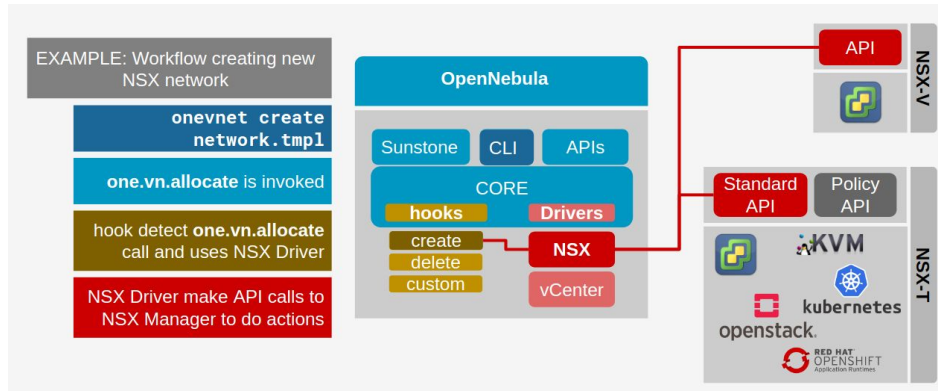 EXAMPLE: Workflow creating new
NSX network
onevnet create
network.tmpl
one.vn.allocate is invoked
hook detect one.vn.allocate
call and uses NSX Driver
NSX Driver make API calls to
NSX Manager to do actions
OpenNebula
Sunstone
CLI
APIs
CORE
hooks
Drivers
create
delete
custom
NSX
vCenter
API
NSX-V
Standard
API
Policy
API
KVM
kubernetes
openstack.
RED HAT
OPENSHIFT
Application Runtimes
NSX-T